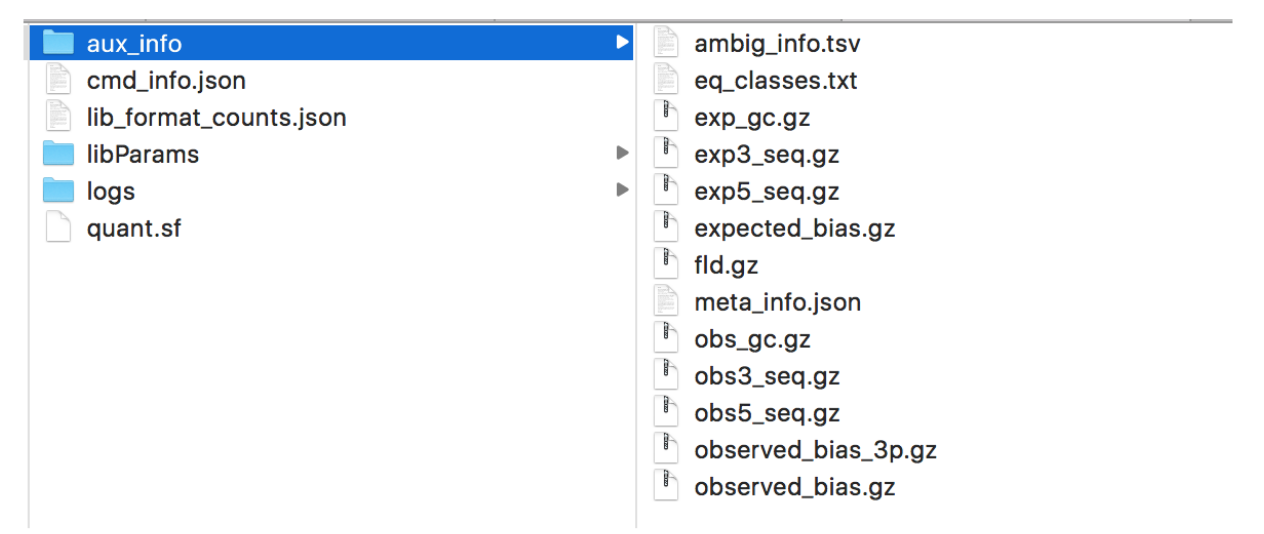 aux_info
cmd_info.json
lib_format_counts.json
libParams
logs
quant.sf
ambig_info.tsv
eq_classes.txt
exp_gc.gz
exp3_seq.gz
exp5_seq.gz
expected_bias.gz
fld.gz
meta_info.json
obs_gc.gz
obs3_seq.gz
obs5_seq.gz
observed_bias_3p.gz
observed_bias.gz